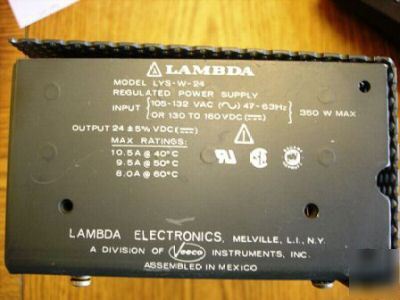 LAMBDA
MODEL LYS-W-24
REGULATED POWER SUPPLY
INPUT { 105-132 VAC (∿) 47-63Hz } 350 W MAX
OR 130 TO 160VDC (⎓)
OUTPUT 24 ±5% VDC (⎓)
MAX RATINGS:
10.5A @ 40°C
9.5A @ 50°C
8.0A @ 60°C
LAMBDA ELECTRONICS, MELVILLE, L.I., N.Y.
A DIVISION OF Veeco INSTRUMENTS, INC.
ASSEMBLED IN MEXICO